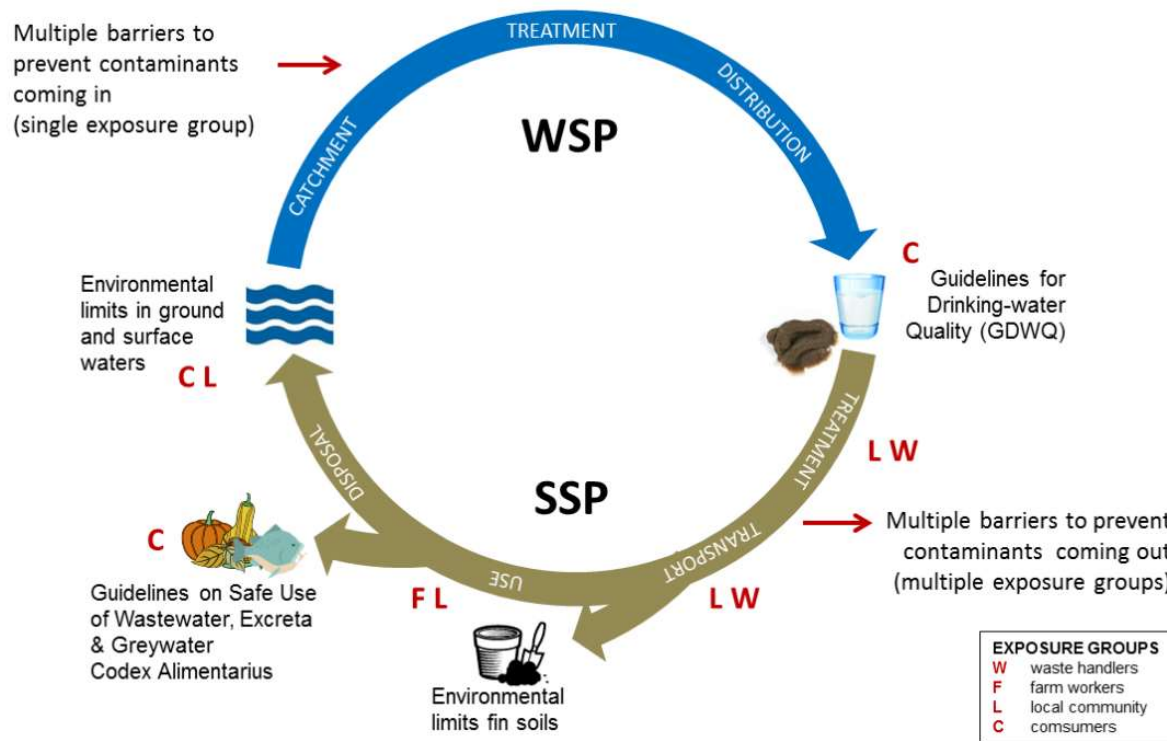 Multiple barriers to
prevent contaminants
coming in
(single exposure group)
TREATMENT
DISTRIBUTION
CATCHMENT
WSP
C
Guidelines for
Drinking-water
Quality (GDWQ)
Environmental
limits in ground
and surface
waters
C L
TREATMENT
L W
DISPOSAL
SSP
TRANSPORT
Multiple barriers to prevent
contaminants coming out
(multiple exposure groups)
C
USE
F L
L W
Guidelines on Safe Use
of Wastewater, Excreta
& Greywater
Codex Alimentarius
Environmental
limits fin soils
EXPOSURE GROUPS
W waste handlers
F farm workers
L local community
C comsumers